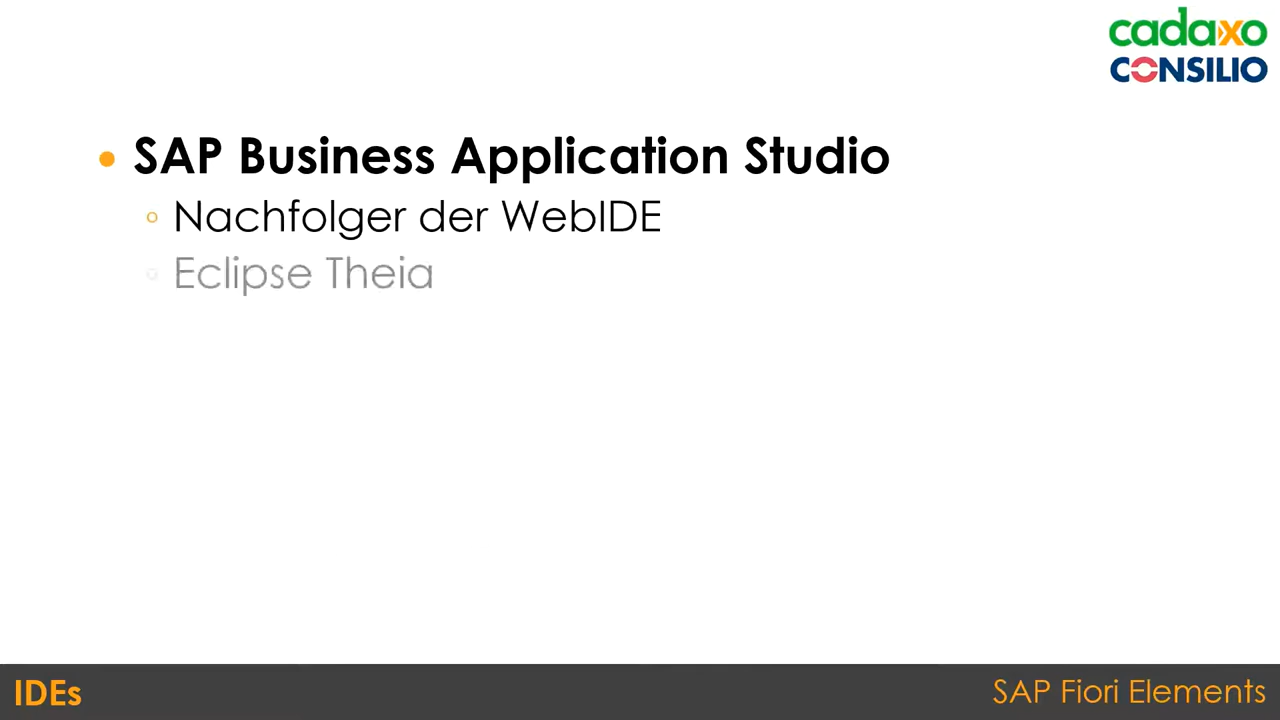 cadaxo
CONSILIO
• SAP Business Application Studio
◦ Nachfolger der WebIDE
◦ Eclipse Theia
IDEs
SAP Fiori Elements